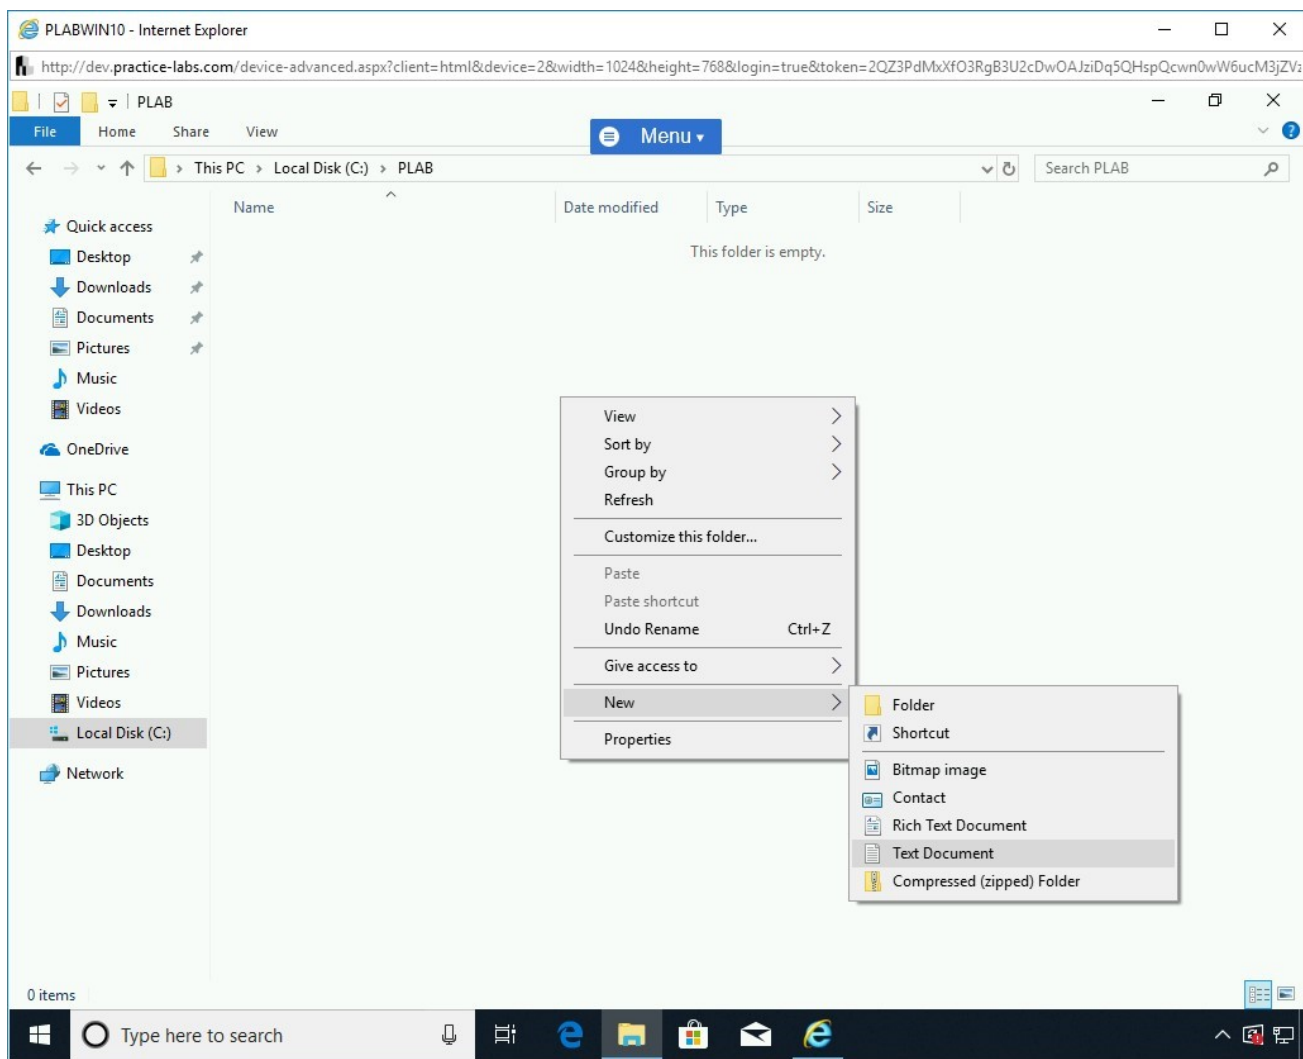 PLABWIN10 - Internet Explorer
http://dev.practice-labs.com/device-advanced.aspx?client=html&device=2&width=1024&height=768&login=true&token=2QZ3PdMxXfO3RgB3U2cDwOAJziDq5QHspQcwn0wW6ucM3jZVz
PLAB
File Home Share View
Menu
This PC > Local Disk (C:) > PLAB
Search PLAB
Name Date modified Type Size
This folder is empty.
Quick access
Desktop
Downloads
Documents
Pictures
Music
Videos
OneDrive
This PC
3D Objects
Desktop
Documents
Downloads
Music
Pictures
Videos
Local Disk (C:)
Network
View
Sort by
Group by
Refresh
Customize this folder...
Paste
Paste shortcut
Undo Rename Ctrl+Z
Give access to
New
Properties
Folder
Shortcut
Bitmap image
Contact
Rich Text Document
Text Document
Compressed (zipped) Folder
0 items
Type here to search